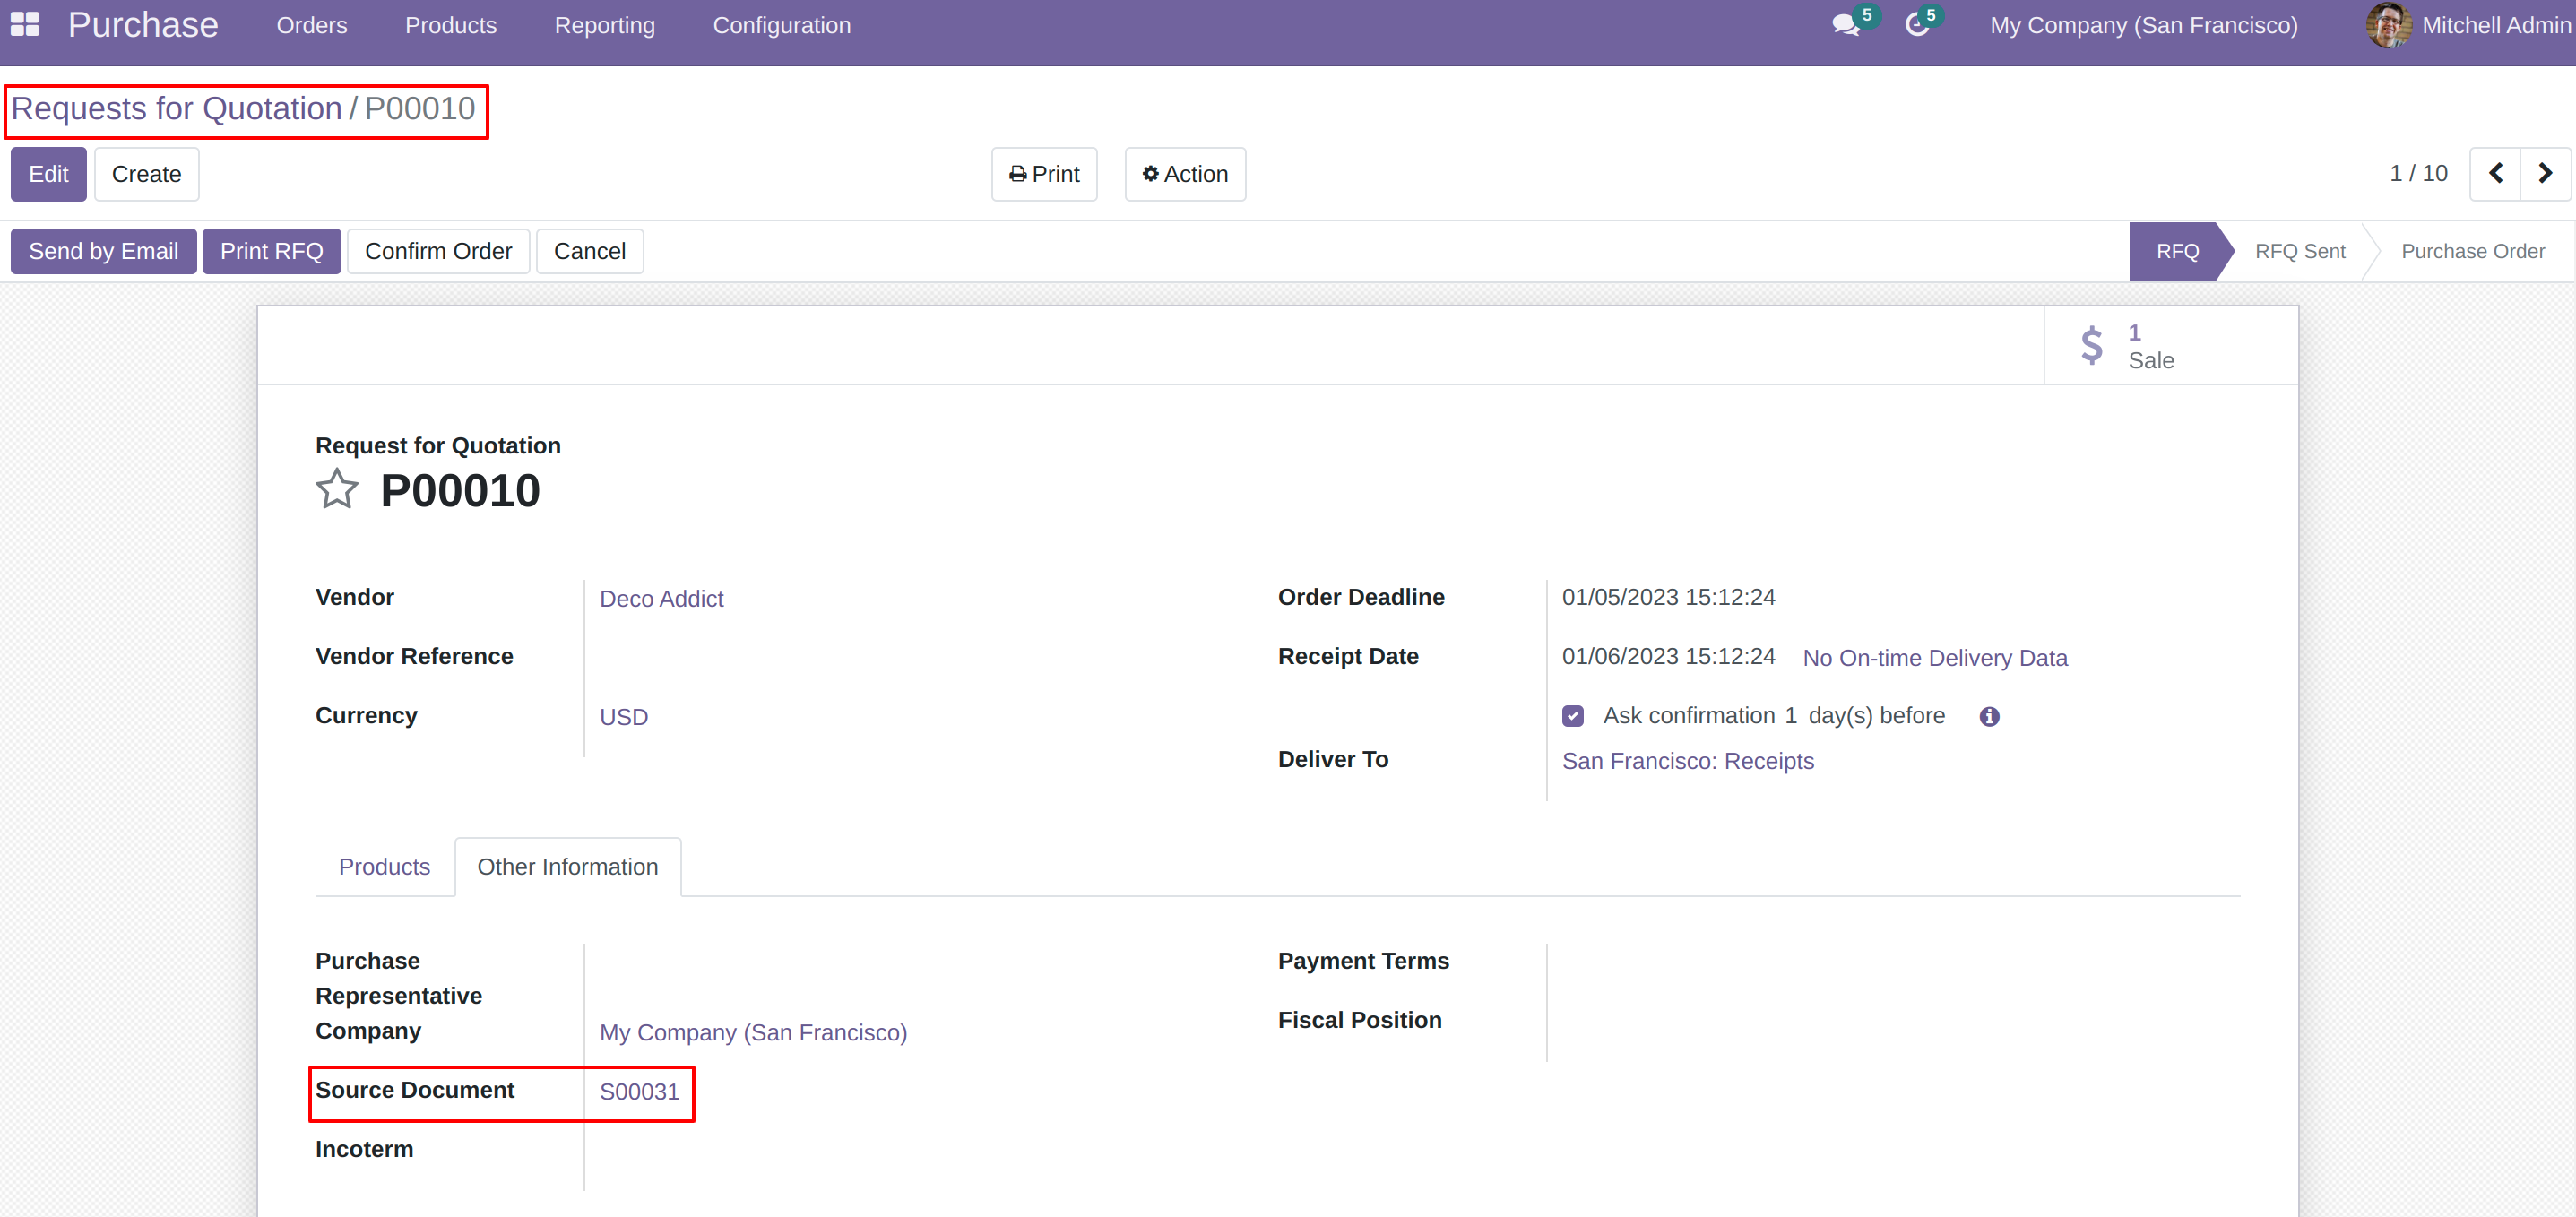 Purchase Orders Products Reporting Configuration 5 5 My Company (San Francisco) Mitchell Admin
Requests for Quotation / P00010
Edit Create Print Action 1 / 10
Send by Email Print RFQ Confirm Order Cancel RFQ RFQ Sent Purchase Order
$ 1
Sale
Request for Quotation
P00010
Vendor Deco Addict Order Deadline 01/05/2023 15:12:24
Vendor Reference Receipt Date 01/06/2023 15:12:24 No On-time Delivery Data
Currency USD Ask confirmation 1 day(s) before
Deliver To San Francisco: Receipts
Products Other Information
Purchase Payment Terms
Representative
Company My Company (San Francisco) Fiscal Position
Source Document S00031
Incoterm